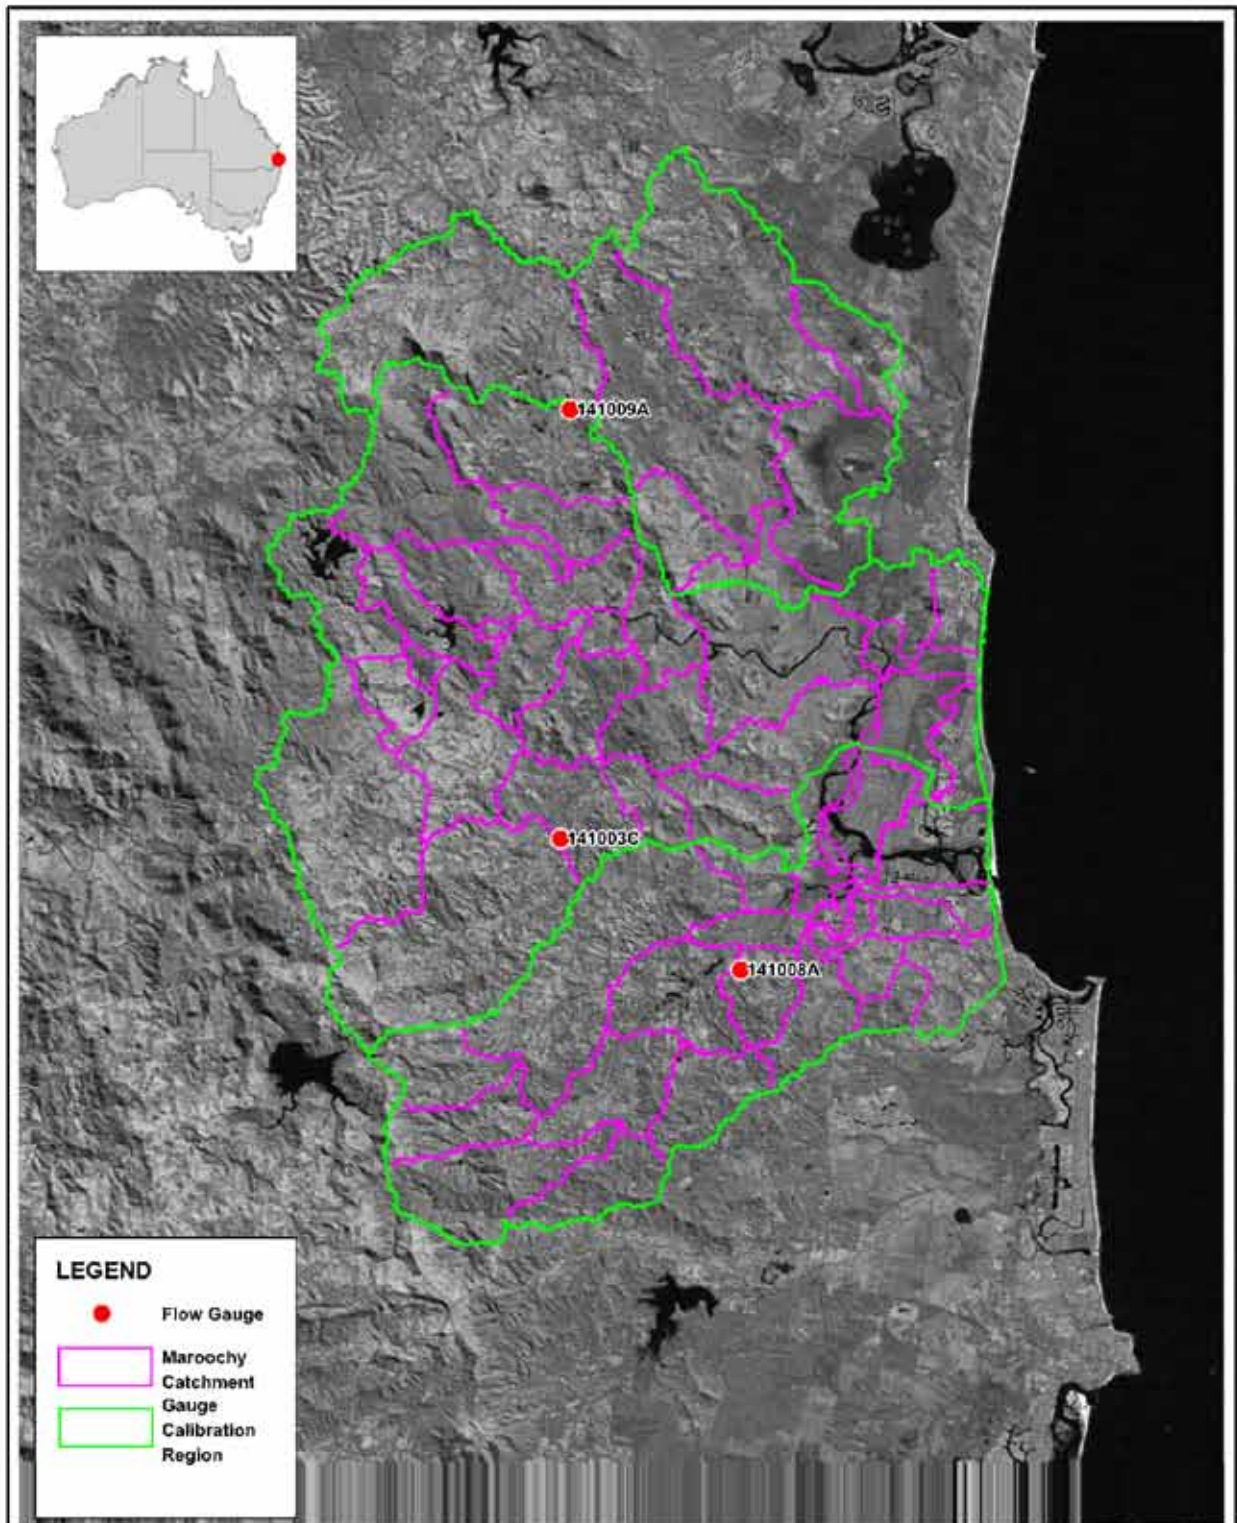 141009A
141003C
141008A
LEGEND
Flow Gauge
Maroochy
Catchment
Gauge
Calibration
Region